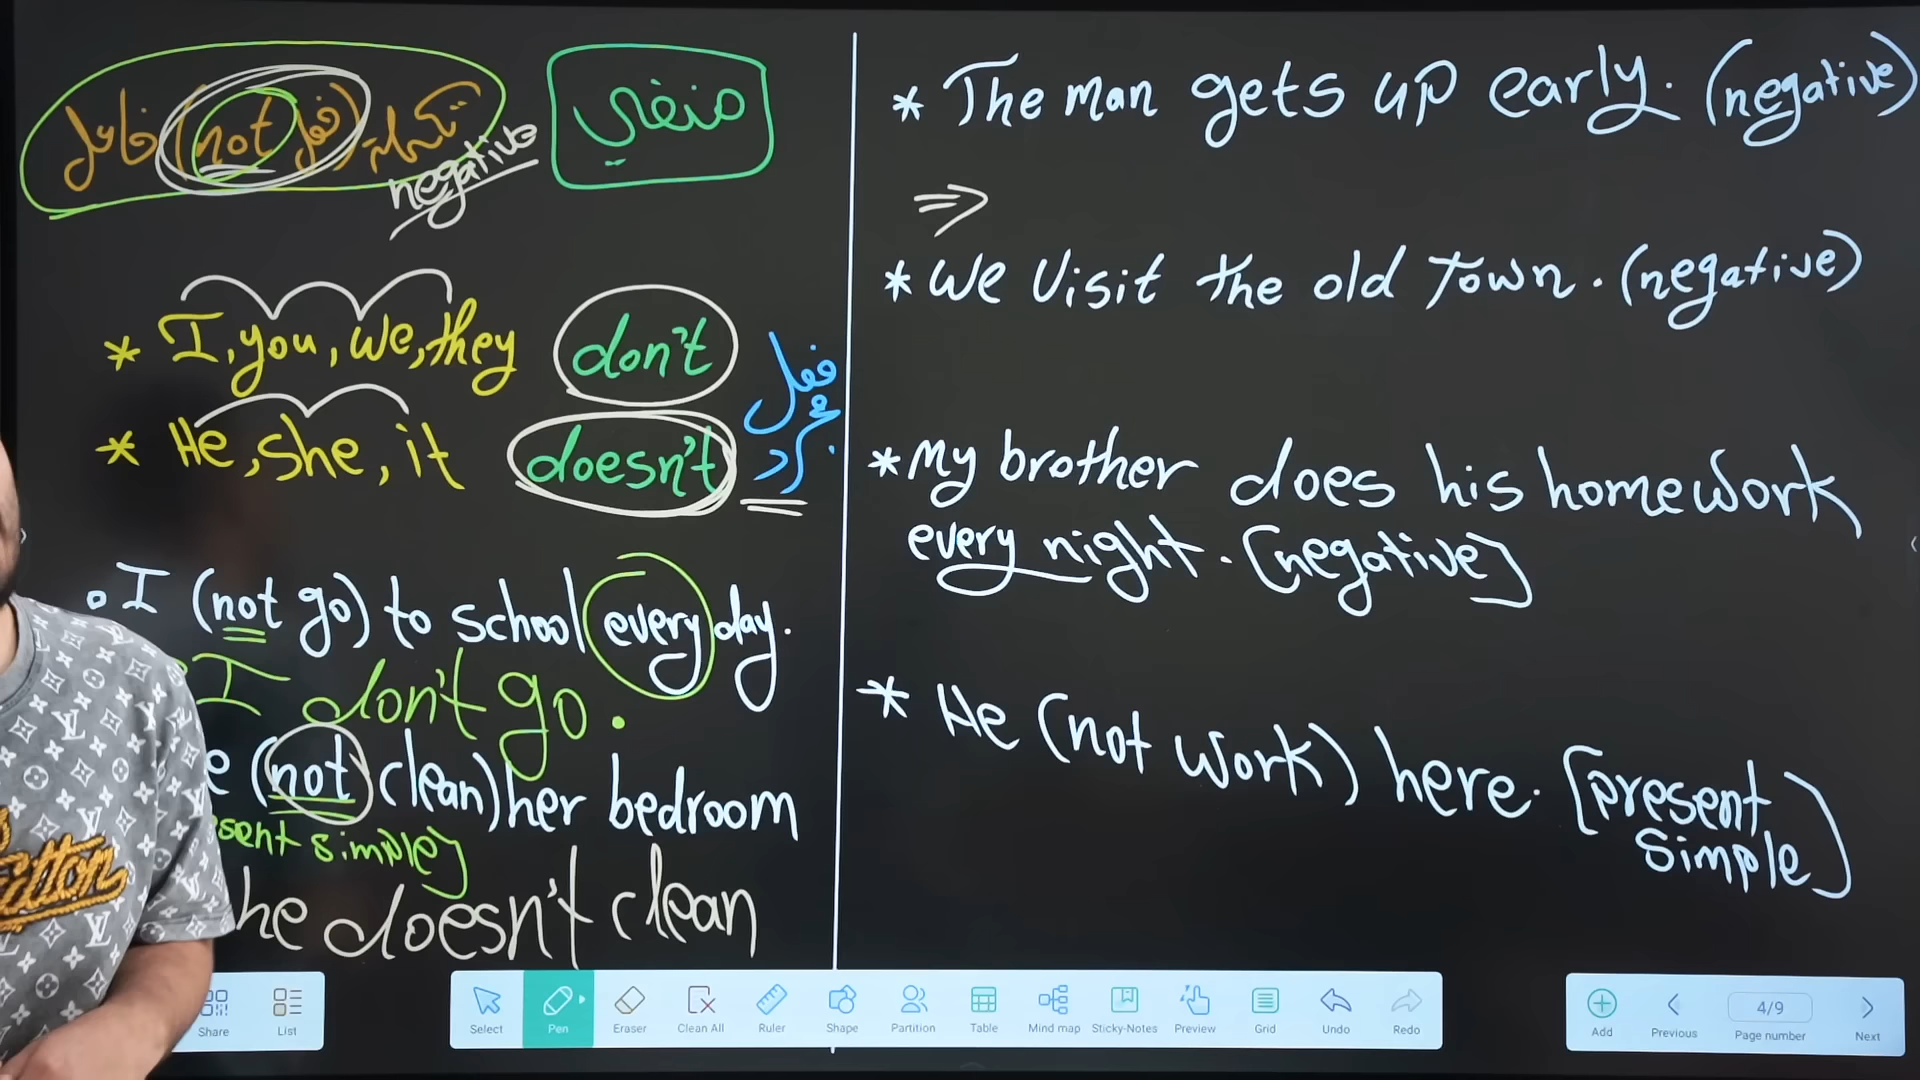 فاعل (not فعل) تكملة
negative
منفي
* I, you, we, they don't
* He, she, it doesn't
فعل مجرد
• I (not go) to school every day.
I don't go.
e (not clean) her bedroom
sent simple]
he doesn't clean
* The man gets up early. (negative)
⇒
* We visit the old town. (negative)
* My brother does his homework
every night. [negative]
* He (not work) here. [present
simple]
Share
List
Select
Pen
Eraser
Clean All
Ruler
Shape
Partition
Table
Mind map
Sticky-Notes
Preview
Grid
Undo
Redo
Add
Previous
4/9
Page number
Next